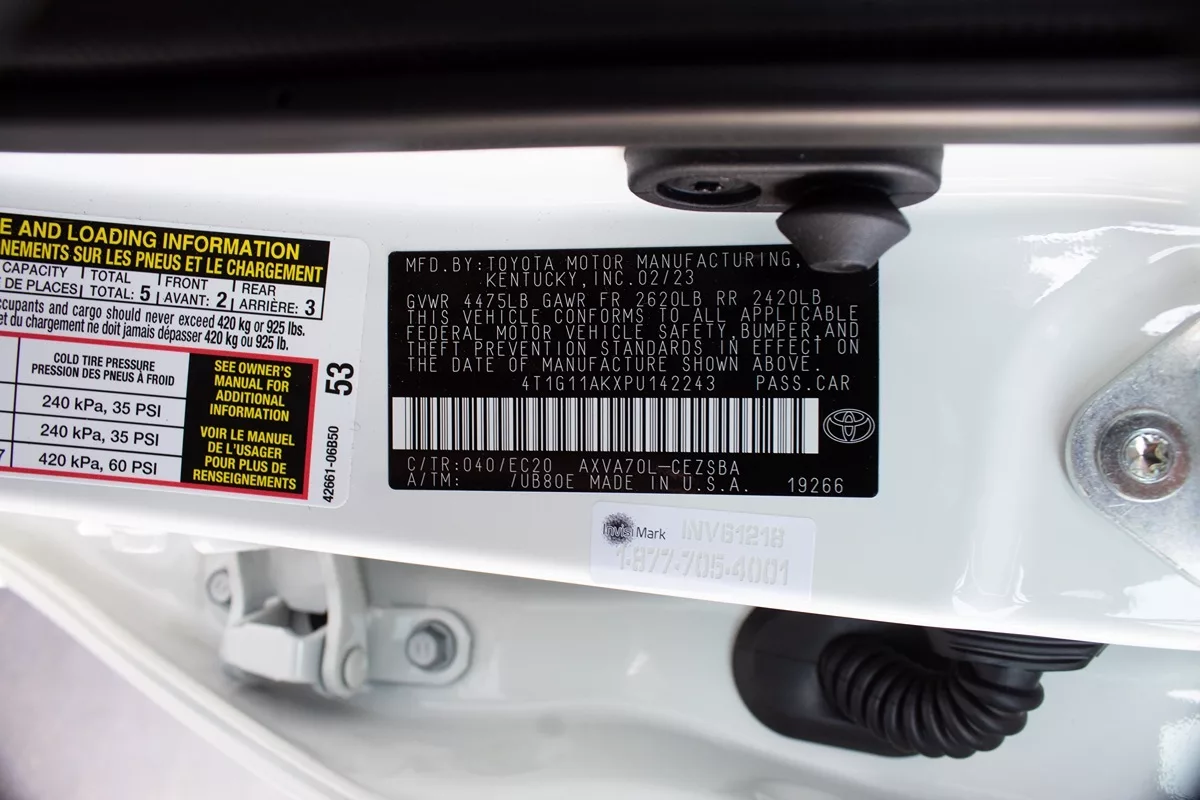 E AND LOADING INFORMATION
NEMENTS SUR LES PNEUS ET LE CHARGEMENT
CAPACITY TOTAL FRONT REAR
DE PLACES TOTAL: 5 AVANT: 2 ARRIÈRE: 3
ccupants and cargo should never exceed 420 kg or 925 lbs.
et du chargement ne doit jamais dépasser 420 kg ou 925 lb.
COLD TIRE PRESSURE
PRESSION DES PNEUS À FROID
240 kPa, 35 PSI
240 kPa, 35 PSI
7 420 kPa, 60 PSI
SEE OWNER'S
MANUAL FOR
ADDITIONAL
INFORMATION
VOIR LE MANUEL
DE L'USAGER
POUR PLUS DE
RENSEIGNEMENTS
53
42661-06B50
MFD.BY:TOYOTA MOTOR MANUFACTURING,
KENTUCKY,INC.02/23
GVWR 4475LB GAWR FR 2620LB RR 2420LB
THIS VEHICLE CONFORMS TO ALL APPLICABLE
FEDERAL MOTOR VEHICLE SAFETY,BUMPER,AND
THEFT PREVENTION STANDARDS IN EFFECT ON
THE DATE OF MANUFACTURE SHOWN ABOVE.
4T1G11AKXPU142243 PASS.CAR
C/TR:040/EC20 AXVA70L-CEZSBA
A/TM: /UB80E MADE IN U.S.A. 19266
InvisiMark INV61218
1-877-705-4001